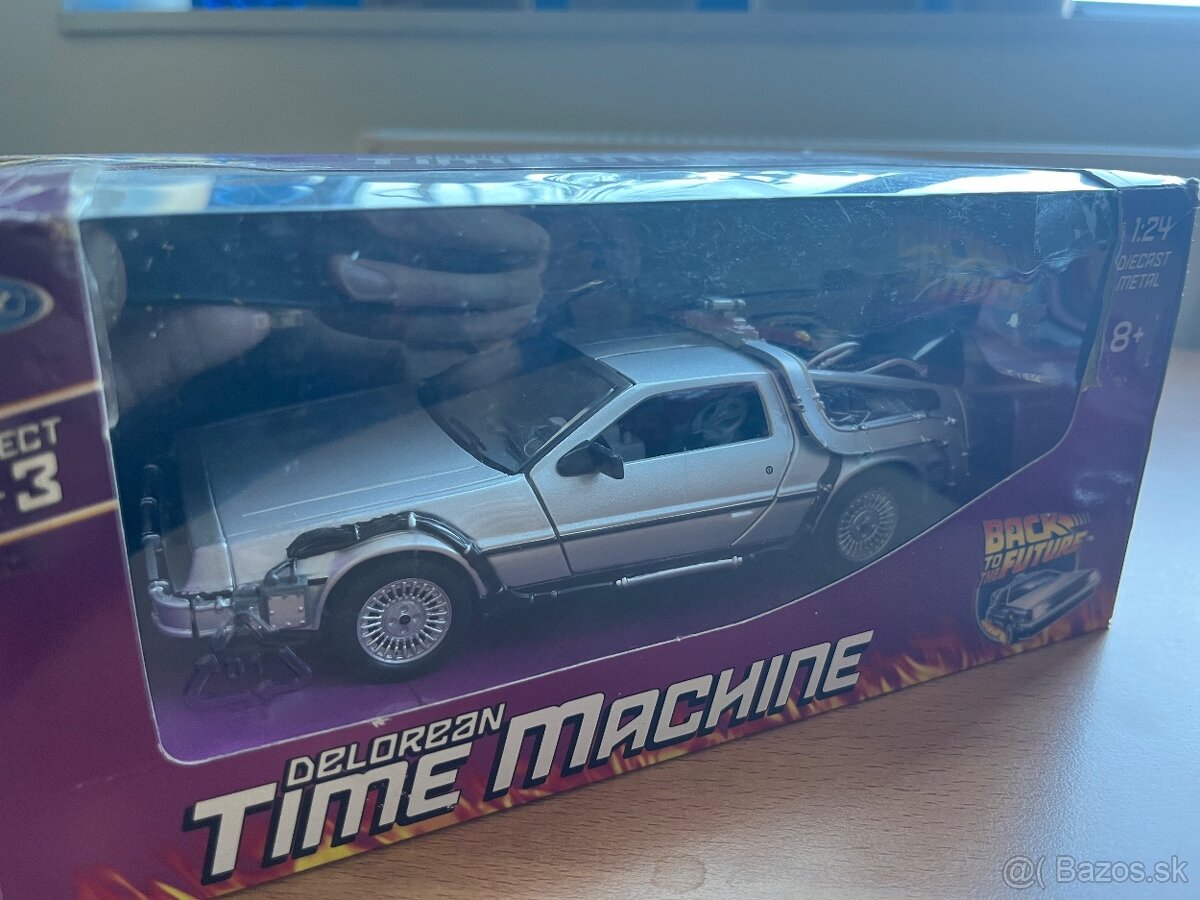 ECT
3
1:24
DIECAST
METAL
8+
BACK
TO
THE FUTURE
DELOREAN
TIME MACHINE
@( Bazos.sk